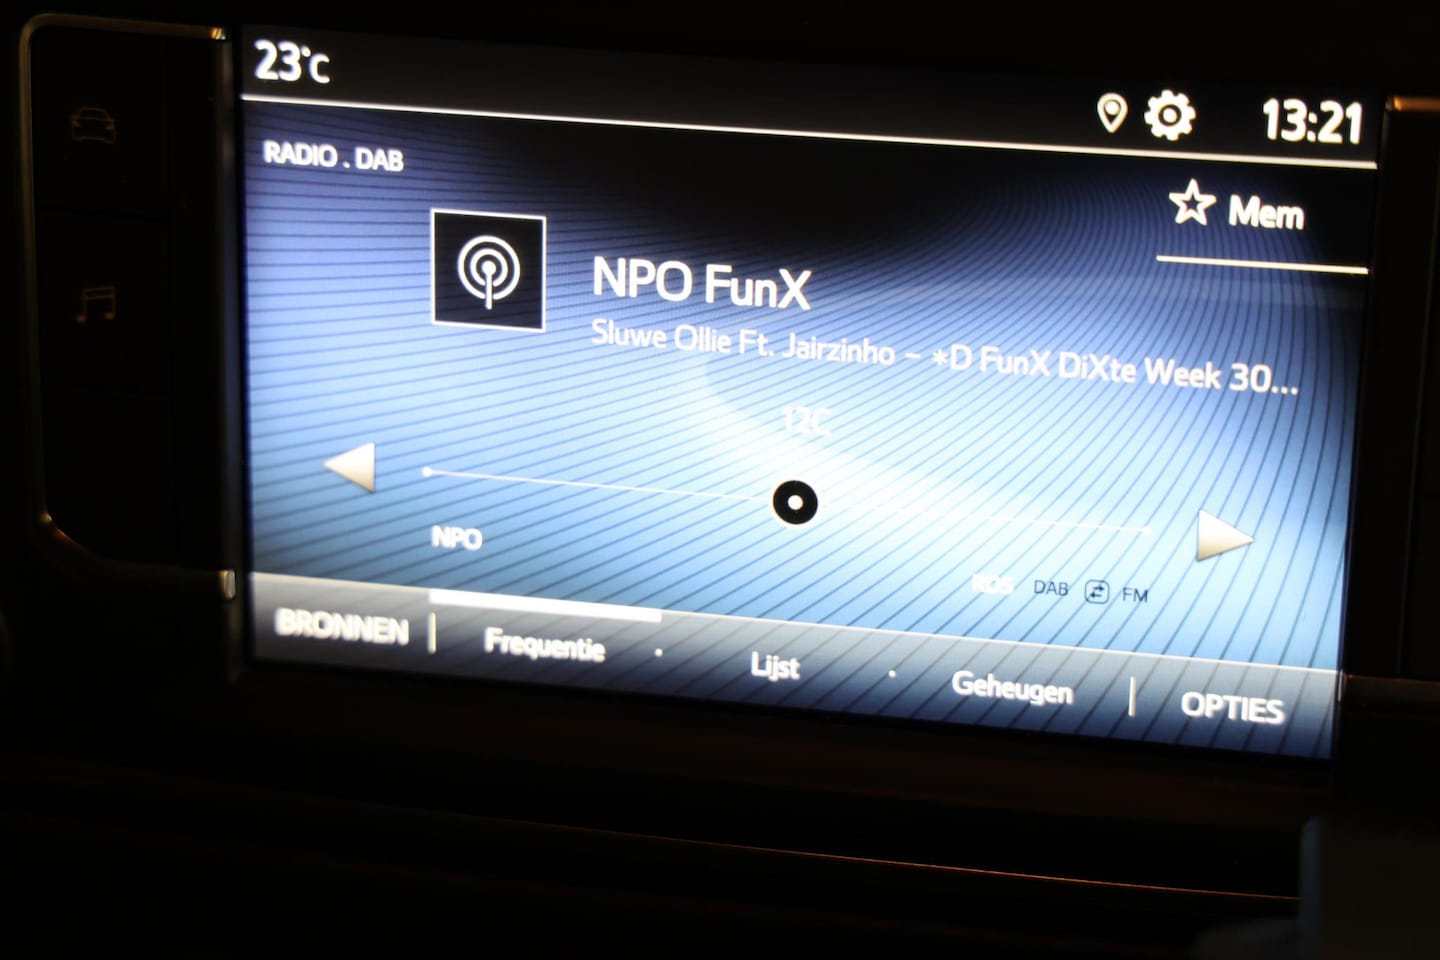 23°C
13:21
RADIO . DAB
Mem
NPO FunX
Sluwe Ollie Ft. Jairzinho - *D FunX DiXte Week 30...
12C
NPO
RDS DAB FM
BRONNEN | Frequentie · Lijst · Geheugen | OPTIES